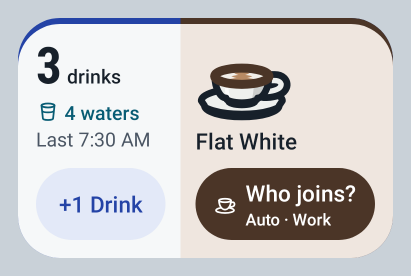 3 drinks
4 waters
Last 7:30 AM
+1 Drink
Flat White
Who joins?
Auto · Work